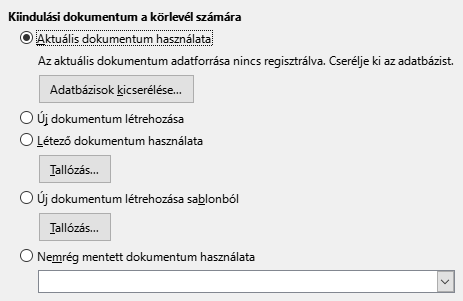 Kiindulási dokumentum a körlevél számára
Aktuális dokumentum használata
Az aktuális dokumentum adatforrása nincs regisztrálva. Cserélje ki az adatbázist.
Adatbázisok kicserélése...
Új dokumentum létrehozása
Létező dokumentum használata
Tallózás...
Új dokumentum létrehozása sablonból
Tallózás...
Nemrég mentett dokumentum használata